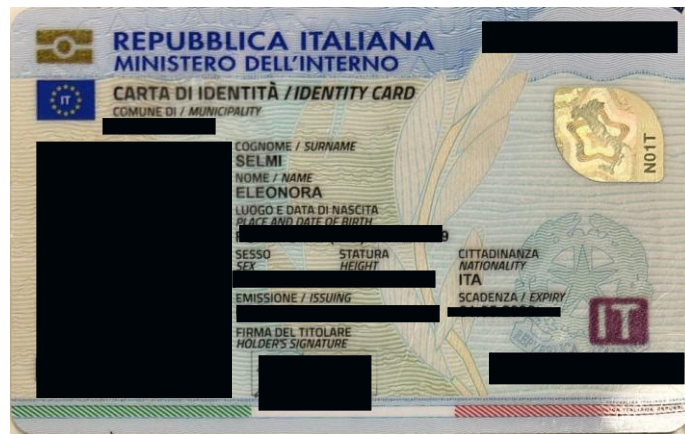 REPUBBLICA ITALIANA
MINISTERO DELL'INTERNO
IT
CARTA DI IDENTITÀ / IDENTITY CARD
COMUNE DI / MUNICIPALITY
COGNOME / SURNAME
SELMI
NOME / NAME
ELEONORA
LUOGO E DATA DI NASCITA
PLACE AND DATE OF BIRTH
SESSO STATURA CITTADINANZA
SEX HEIGHT NATIONALITY
ITA
EMISSIONE / ISSUING SCADENZA / EXPIRY
FIRMA DEL TITOLARE
HOLDER'S SIGNATURE
N01T
IT